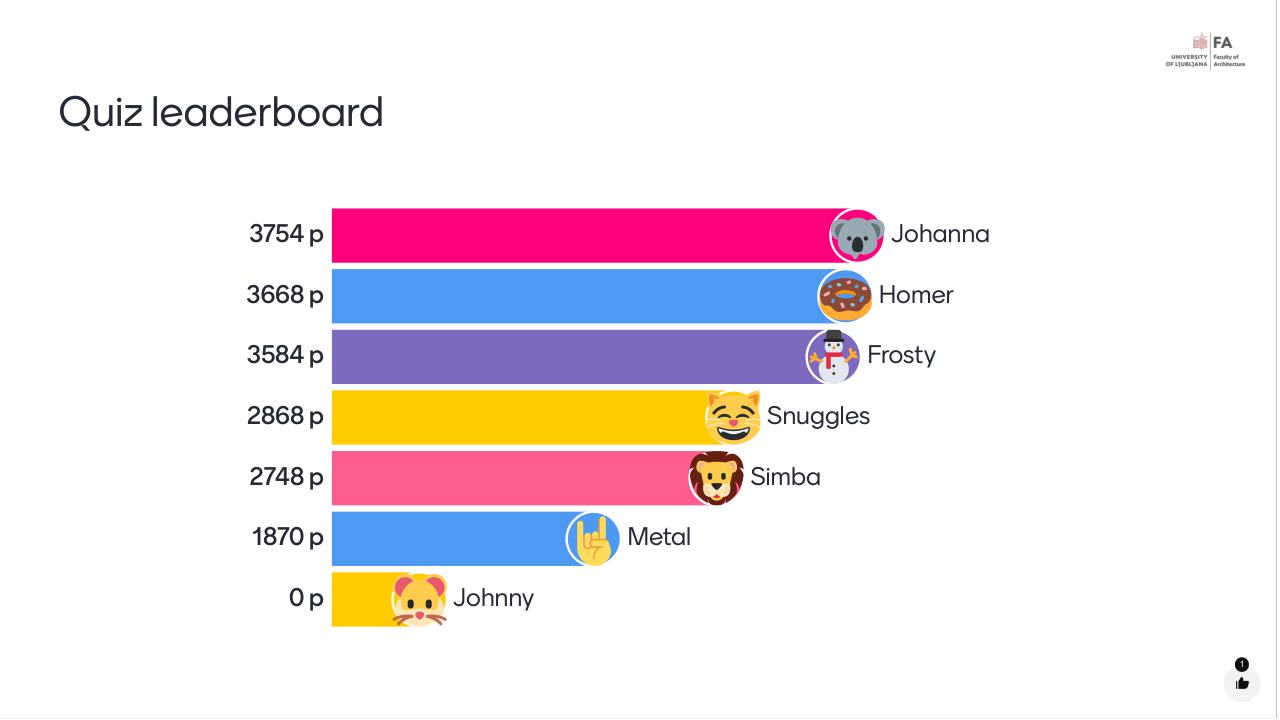 FA
UNIVERSITY
OF LJUBLJANA
Faculty of
Architecture
Quiz leaderboard
3754 p Johanna
3668 p Homer
3584 p Frosty
2868 p Snuggles
2748 p Simba
1870 p Metal
0 p Johnny
1